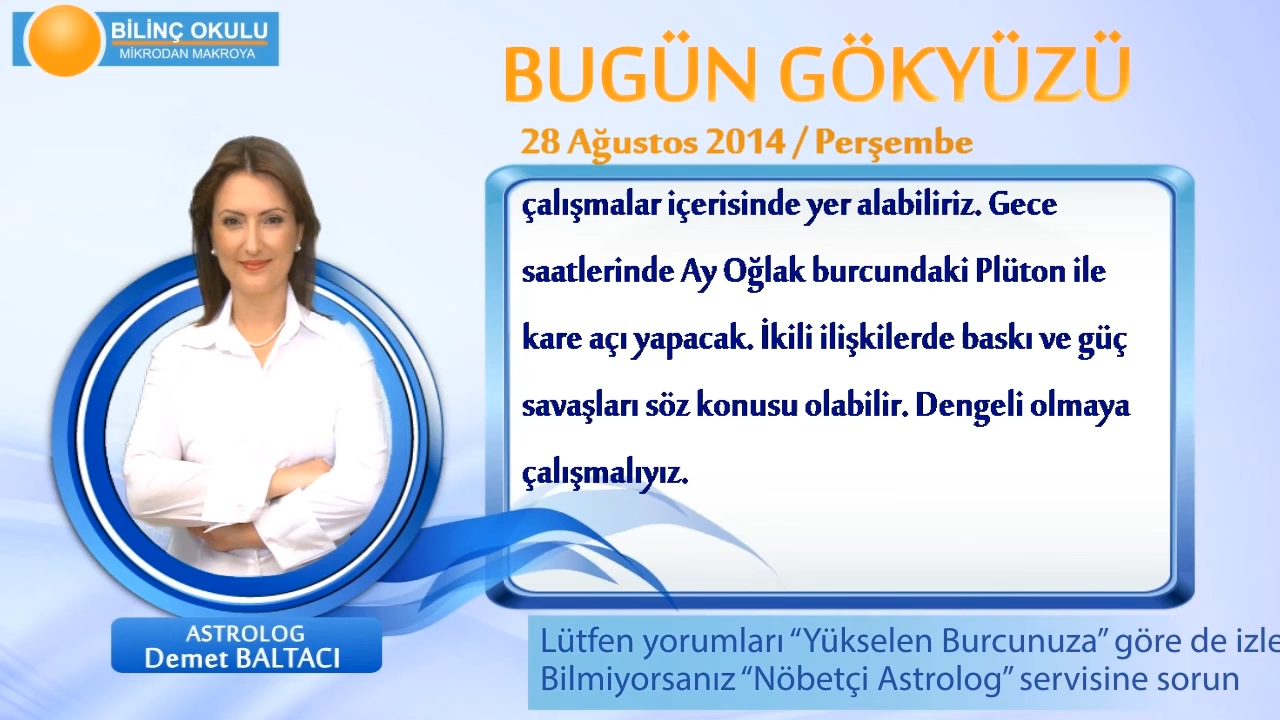 BİLİNÇ OKULU
MİKRODAN MAKROYA
BUGÜN GÖKYÜZÜ
28 Ağustos 2014 / Perşembe
çalışmalar içerisinde yer alabiliriz. Gece
saatlerinde Ay Oğlak burcundaki Plüton ile
kare açı yapacak. İkili ilişkilerde baskı ve güç
savaşları söz konusu olabilir. Dengeli olmaya
çalışmalıyız.
ASTROLOG
Demet BALTACI
Lütfen yorumları “Yükselen Burcunuza” göre de izle
Bilmiyorsanız “Nöbetçi Astrolog” servisine sorun